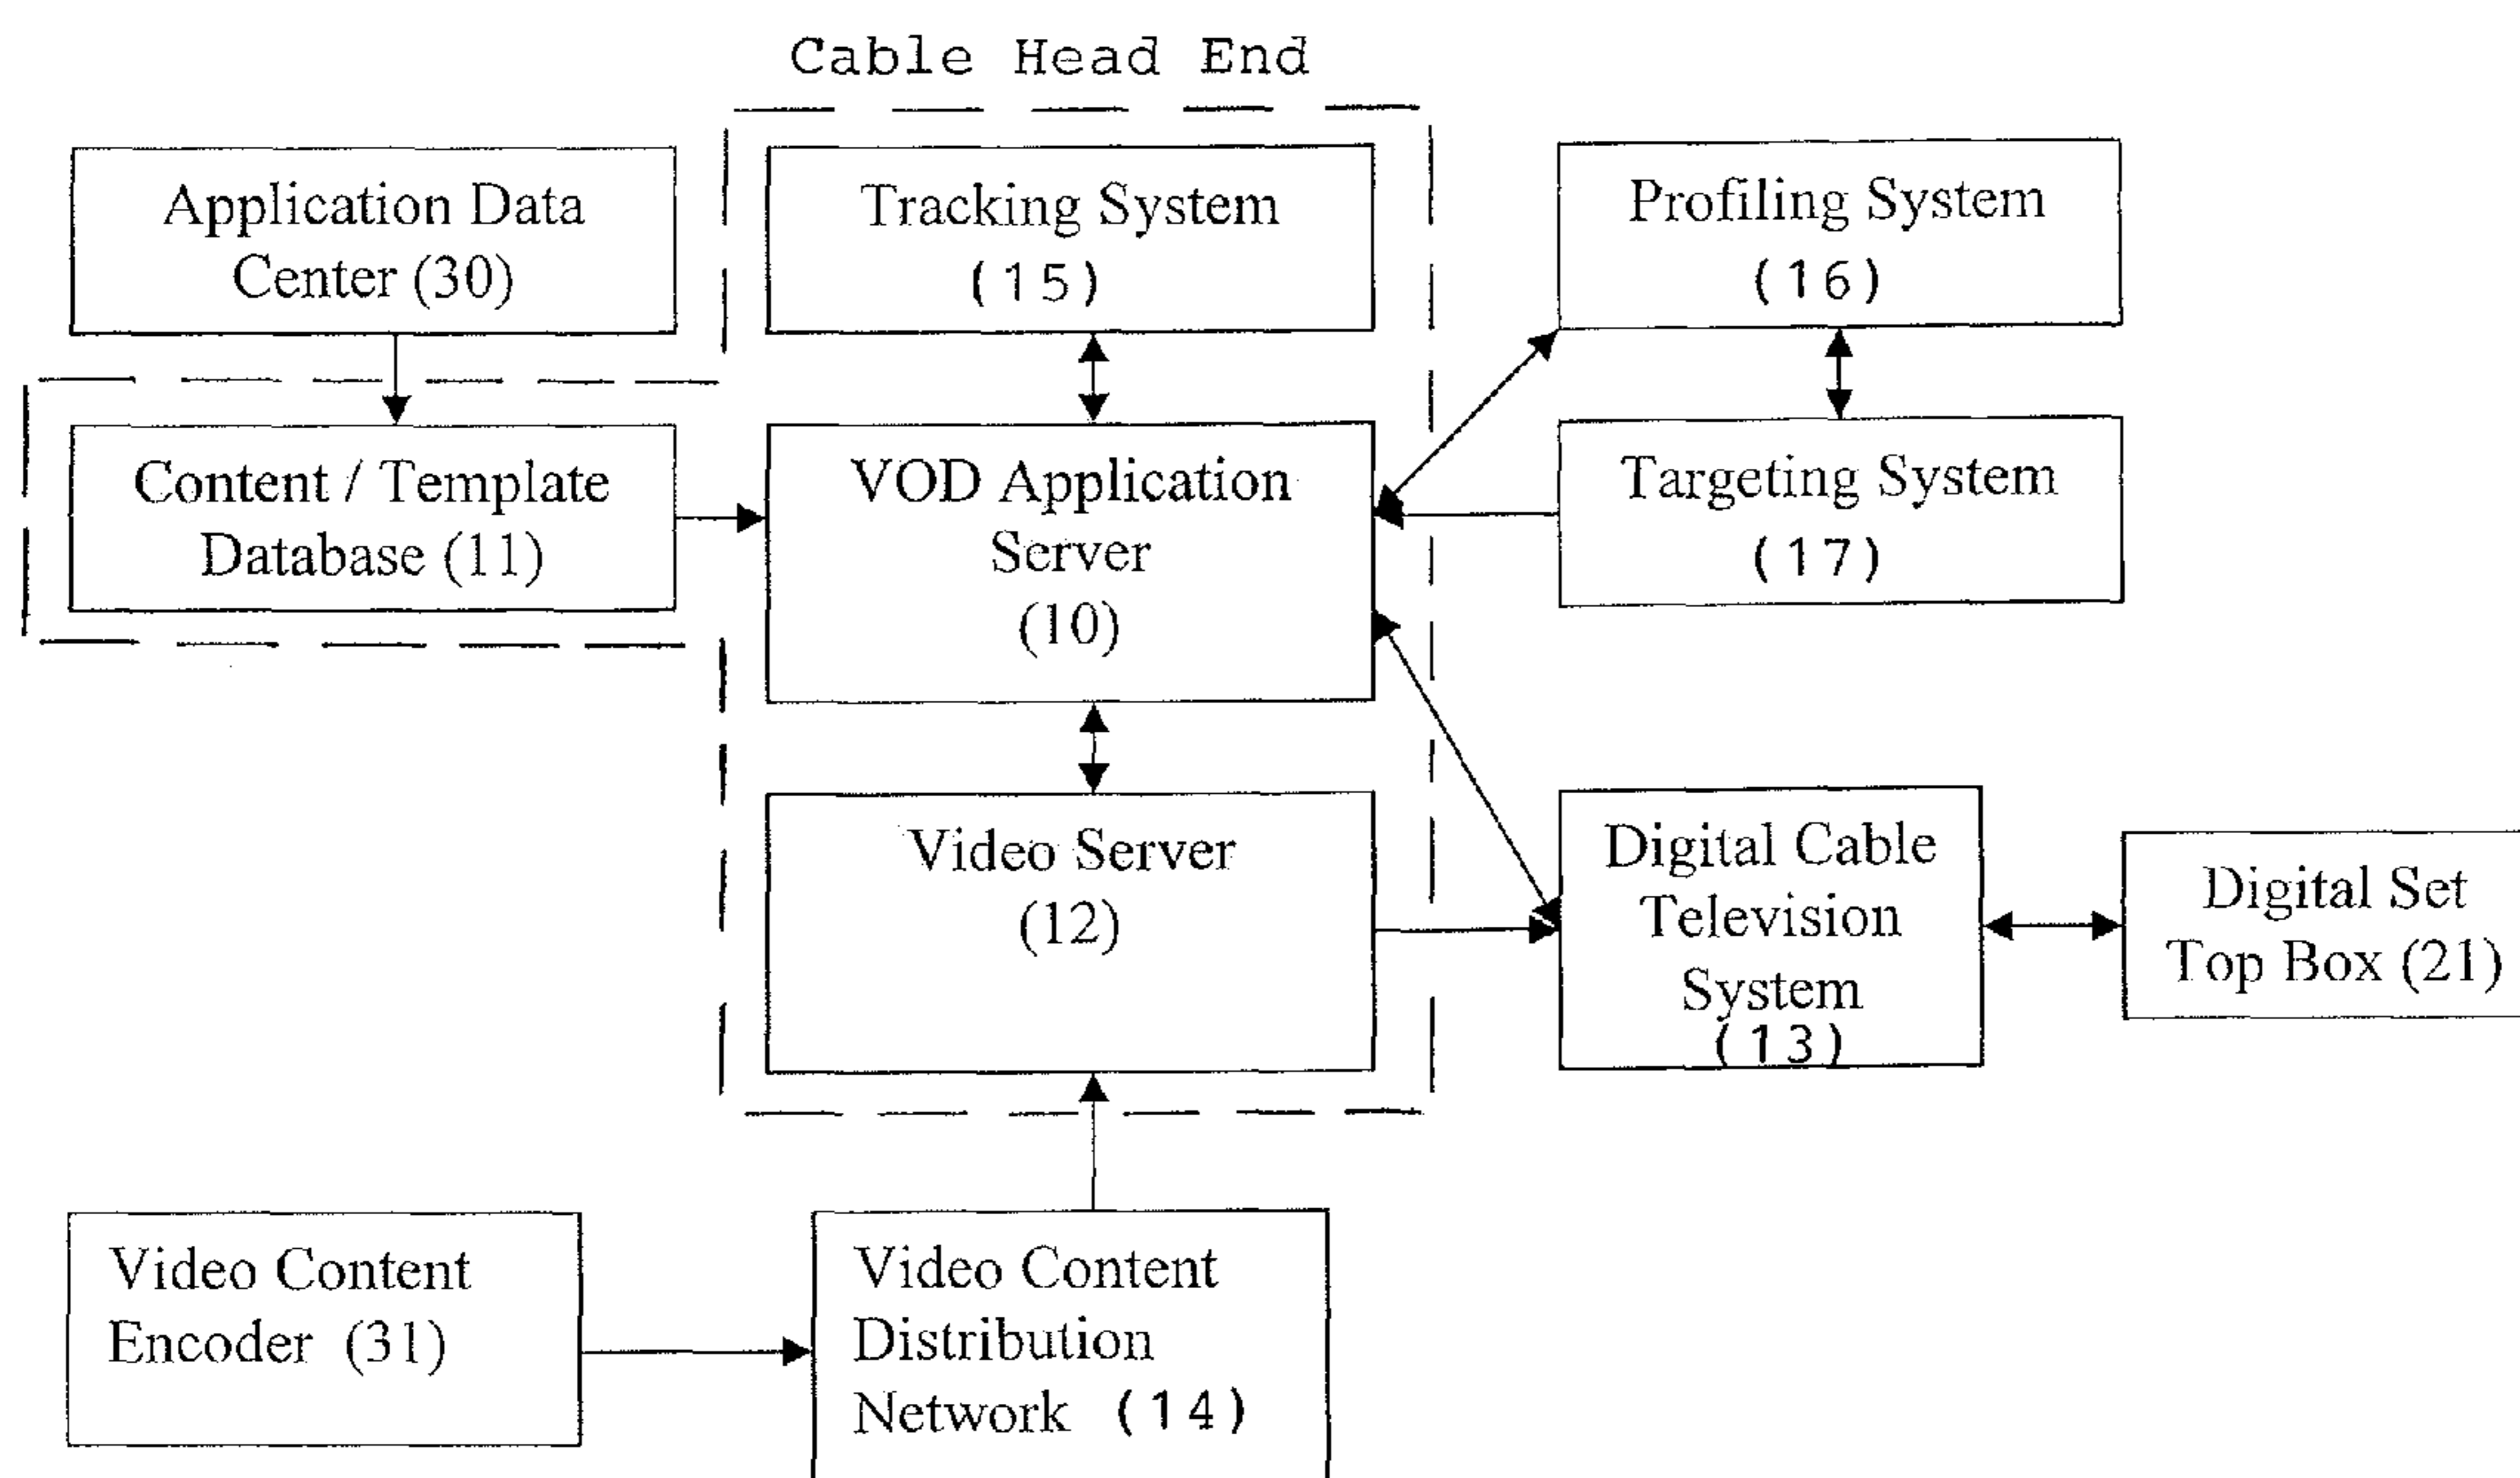 Cable Head End
Application Data
Center (30)
Tracking System
(15)
Profiling System
(16)
Content / Template
Database (11)
VOD Application
Server
(10)
Targeting System
(17)
Video Server
(12)
Digital Cable
Television
System
(13)
Digital Set
Top Box (21)
Video Content
Encoder (31)
Video Content
Distribution
Network (14)